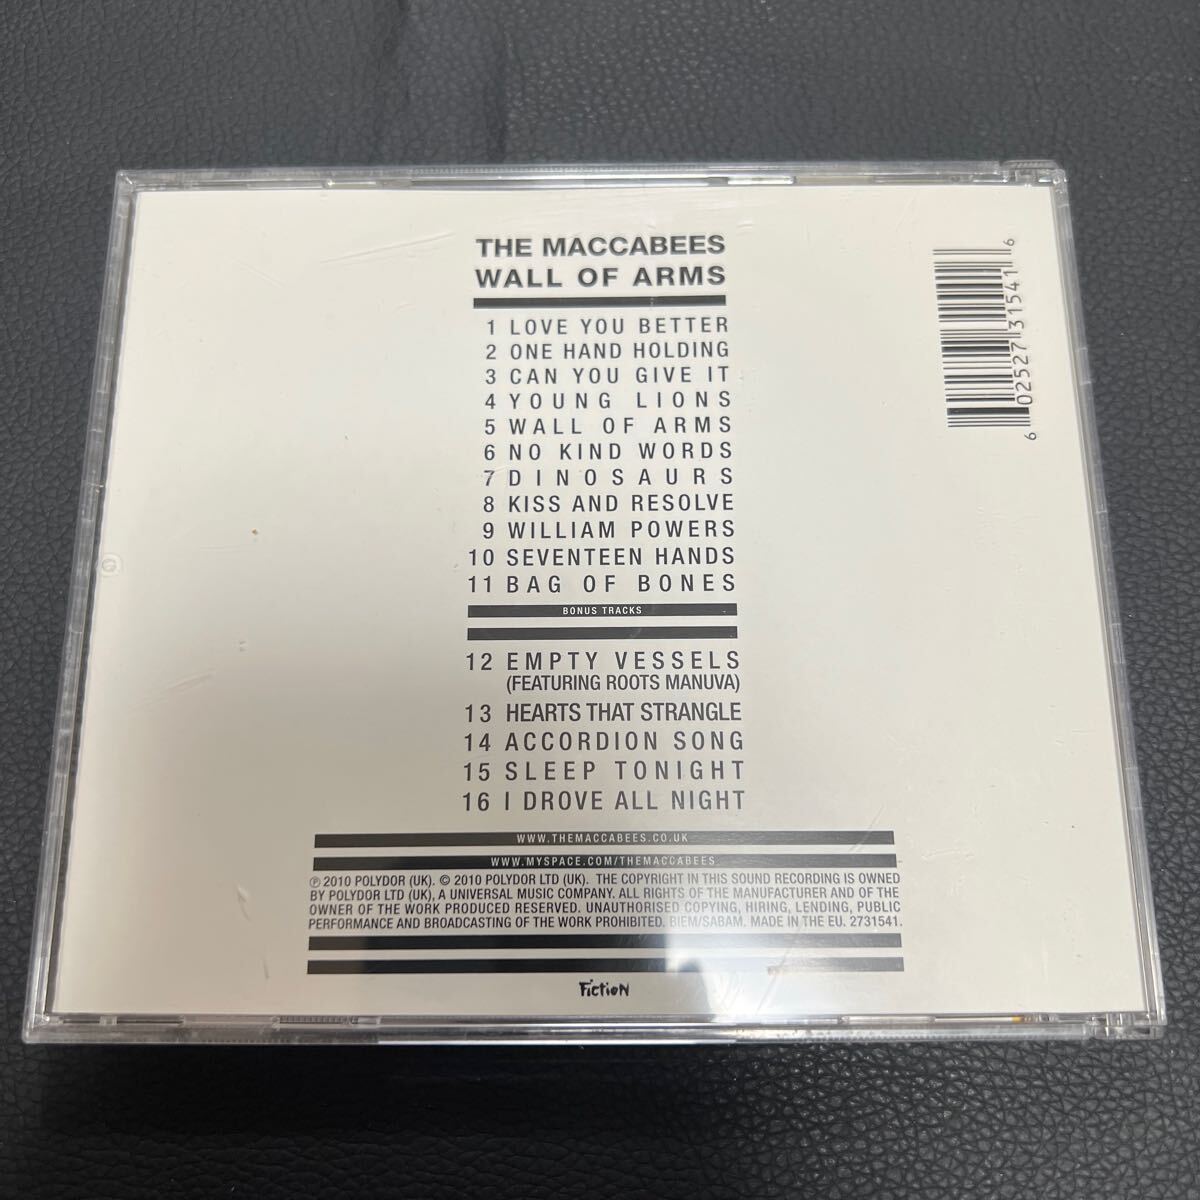 THE MACCABEES
WALL OF ARMS
1 LOVE YOU BETTER
2 ONE HAND HOLDING
3 CAN YOU GIVE IT
4 YOUNG LIONS
5 WALL OF ARMS
6 NO KIND WORDS
7 DINOSAURS
8 KISS AND RESOLVE
9 WILLIAM POWERS
10 SEVENTEEN HANDS
11 BAG OF BONES
BONUS TRACKS
12 EMPTY VESSELS
(FEATURING ROOTS MANUVA)
13 HEARTS THAT STRANGLE
14 ACCORDION SONG
15 SLEEP TONIGHT
16 I DROVE ALL NIGHT
WWW.THEMACCABEES.CO.UK
WWW.MYSPACE.COM/THEMACCABEES
℗ 2010 POLYDOR (UK). © 2010 POLYDOR LTD (UK). THE COPYRIGHT IN THIS SOUND RECORDING IS OWNED
BY POLYDOR LTD (UK), A UNIVERSAL MUSIC COMPANY. ALL RIGHTS OF THE MANUFACTURER AND OF THE
OWNER OF THE WORK PRODUCED RESERVED. UNAUTHORISED COPYING, HIRING, LENDING, PUBLIC
PERFORMANCE AND BROADCASTING OF THE WORK PROHIBITED. BIEM/SABAM. MADE IN THE EU. 2731541.
FictioN
6 02527 31541 6